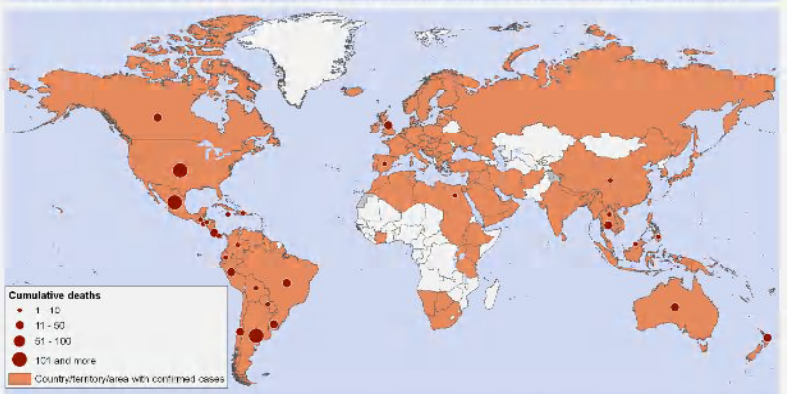 Cumulative deaths
1 - 10
11 - 50
51 - 100
101 and more
Country/territory/area with confirmed cases